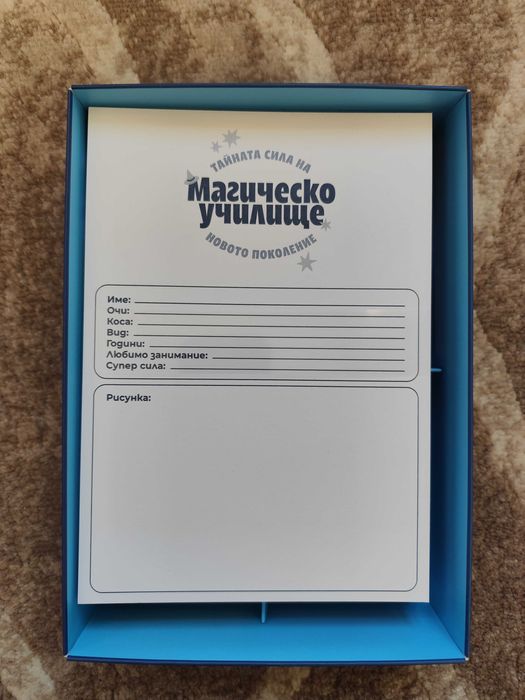 ТАЙНАТА СИЛА НА
Магическо
училище
НОВОТО ПОКОЛЕНИЕ
Име:
Очи:
Коса:
Вид:
Години:
Любимо занимание:
Супер сила:
Рисунка: